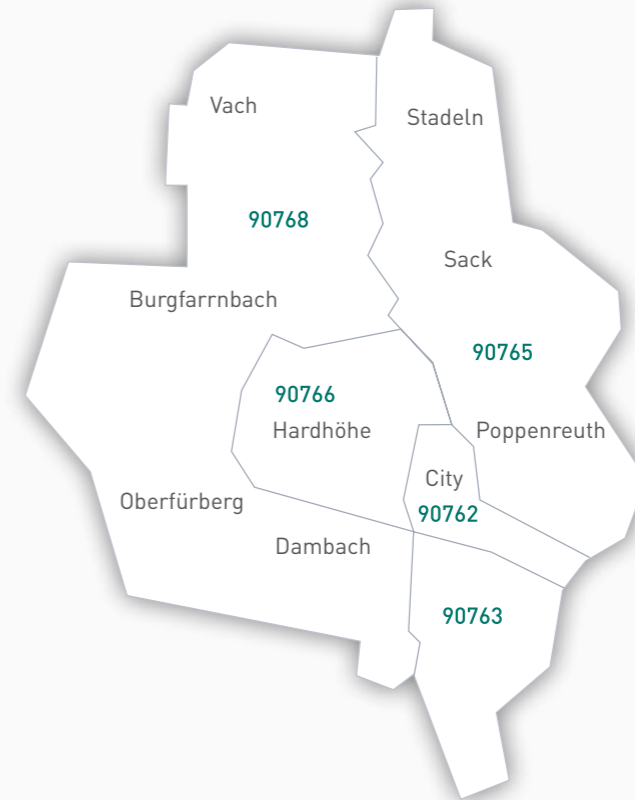 Vach
Stadeln
90768
Sack
Burgfarrnbach
90765
90766
Hardhöhe
Poppenreuth
City
Oberfürberg
90762
Dambach
90763